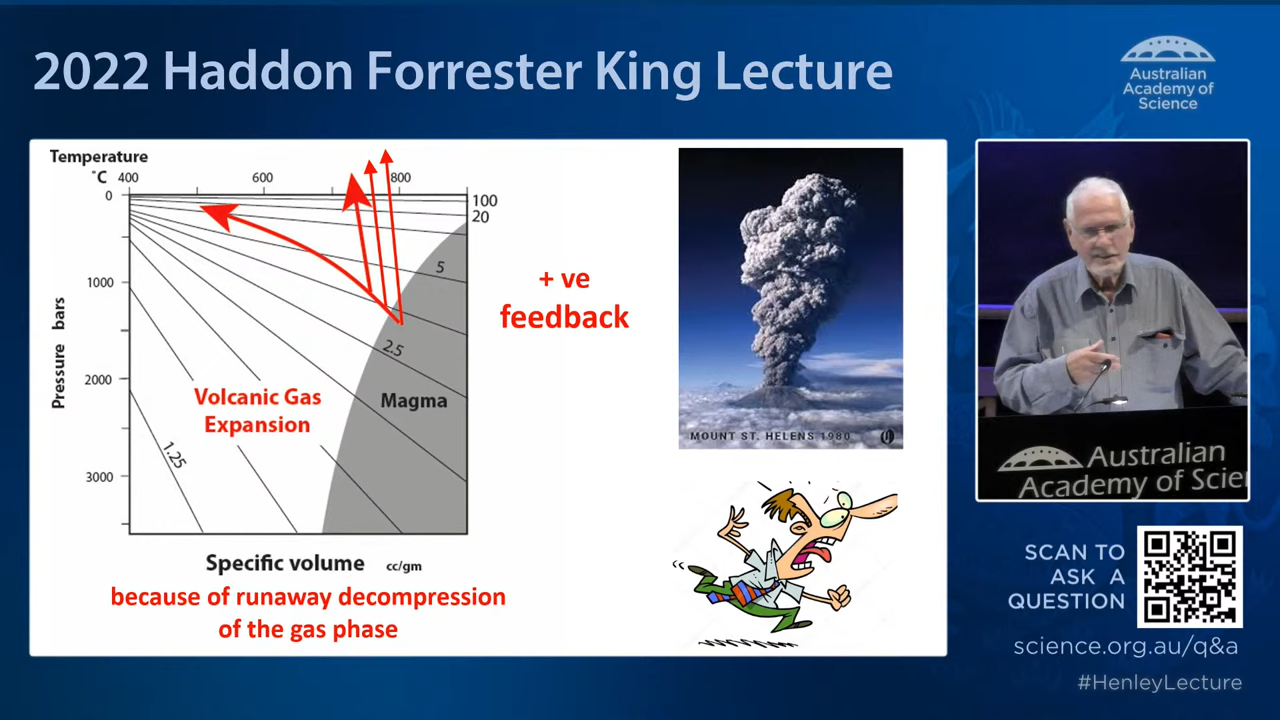 2022 Haddon Forrester King Lecture
Australian
Academy of
Science
Temperature
°C 400 600 800
0
100
20
5
1000
2.5
2000
1.25
3000
Pressure bars
Volcanic Gas
Expansion
Magma
Specific volume cc/gm
because of runaway decompression
of the gas phase
+ ve
feedback
MOUNT ST. HELENS 1980
Australian
Academy of Scie
SCAN TO
ASK A
QUESTION
science.org.au/q&a
#HenleyLecture